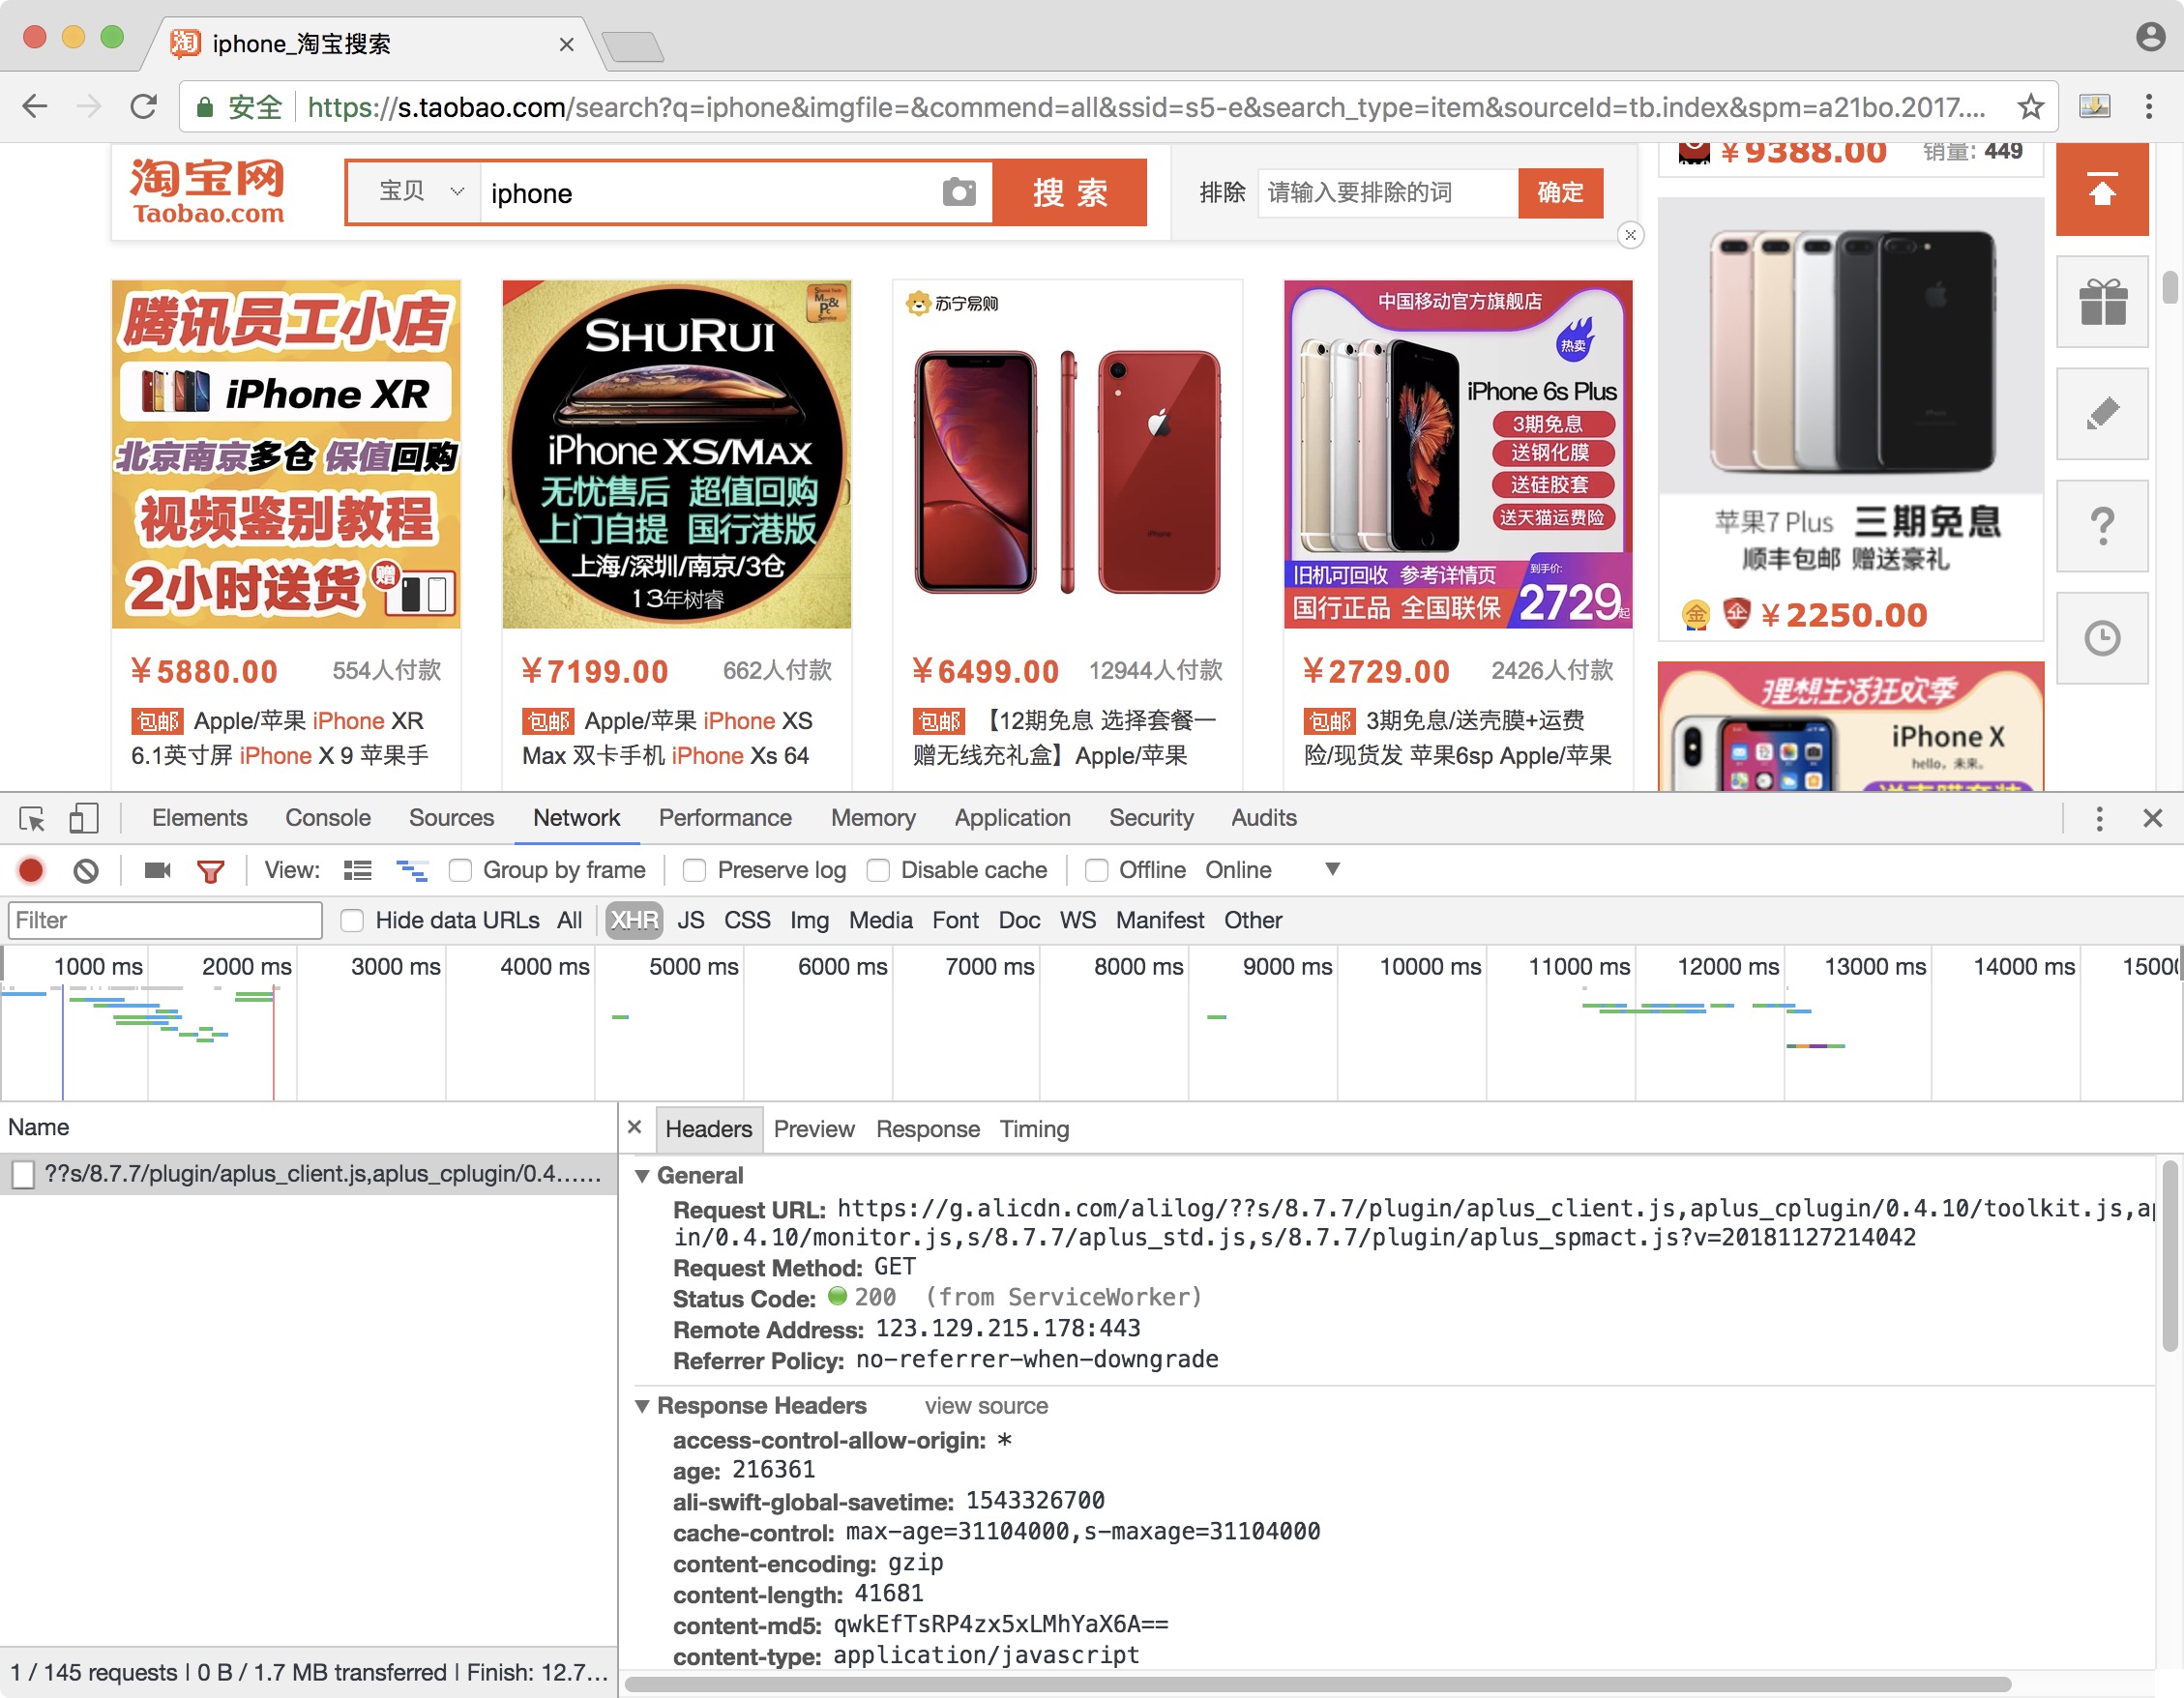 淘 iphone_淘宝搜索
安全 https://s.taobao.com/search?q=iphone&imgfile=&commend=all&ssid=s5-e&search_type=item&sourceId=tb.index&spm=a21bo.2017....
淘宝网
Taobao.com
宝贝 iphone 搜索
排除 请输入要排除的词 确定
¥9388.00 销量: 449
腾讯员工小店
iPhone XR
北京南京多仓 保值回购
视频鉴别教程
2小时送货 赠
¥5880.00 554人付款
包邮 Apple/苹果 iPhone XR
6.1英寸屏 iPhone X 9 苹果手
SHURUI
iPhone XS/MAX
无忧售后 超值回购
上门自提 国行港版
上海/深圳/南京/3仓
13年树睿
¥7199.00 662人付款
包邮 Apple/苹果 iPhone XS
Max 双卡手机 iPhone Xs 64
苏宁易购
¥6499.00 12944人付款
包邮 【12期免息 选择套餐一
赠无线充礼盒】Apple/苹果
中国移动官方旗舰店
热卖
iPhone 6s Plus
3期免息
送钢化膜
送硅胶套
送天猫运费险
旧机可回收 参考详情页 到手价:
国行正品 全国联保 2729起
¥2729.00 2426人付款
包邮 3期免息/送壳膜+运费
险/现货发 苹果6sp Apple/苹果
苹果7 Plus 三期免息
顺丰包邮 赠送豪礼
金 企 ¥2250.00
理想生活狂欢季
iPhone X
hello, 未来。
Elements Console Sources Network Performance Memory Application Security Audits
View: Group by frame Preserve log Disable cache Offline Online
Filter Hide data URLs All XHR JS CSS Img Media Font Doc WS Manifest Other
1000 ms 2000 ms 3000 ms 4000 ms 5000 ms 6000 ms 7000 ms 8000 ms 9000 ms 10000 ms 11000 ms 12000 ms 13000 ms 14000 ms 1500
Name
??s/8.7.7/plugin/aplus_client.js,aplus_cplugin/0.4......
1 / 145 requests | 0 B / 1.7 MB transferred | Finish: 12.7...
Headers Preview Response Timing
General
Request URL: https://g.alicdn.com/alilog/??s/8.7.7/plugin/aplus_client.js,aplus_cplugin/0.4.10/toolkit.js,ap
in/0.4.10/monitor.js,s/8.7.7/aplus_std.js,s/8.7.7/plugin/aplus_spmact.js?v=20181127214042
Request Method: GET
Status Code: 200 (from ServiceWorker)
Remote Address: 123.129.215.178:443
Referrer Policy: no-referrer-when-downgrade
Response Headers view source
access-control-allow-origin: *
age: 216361
ali-swift-global-savetime: 1543326700
cache-control: max-age=31104000,s-maxage=31104000
content-encoding: gzip
content-length: 41681
content-md5: qwkEfTsRP4zx5xLMhYaX6A==
content-type: application/javascript